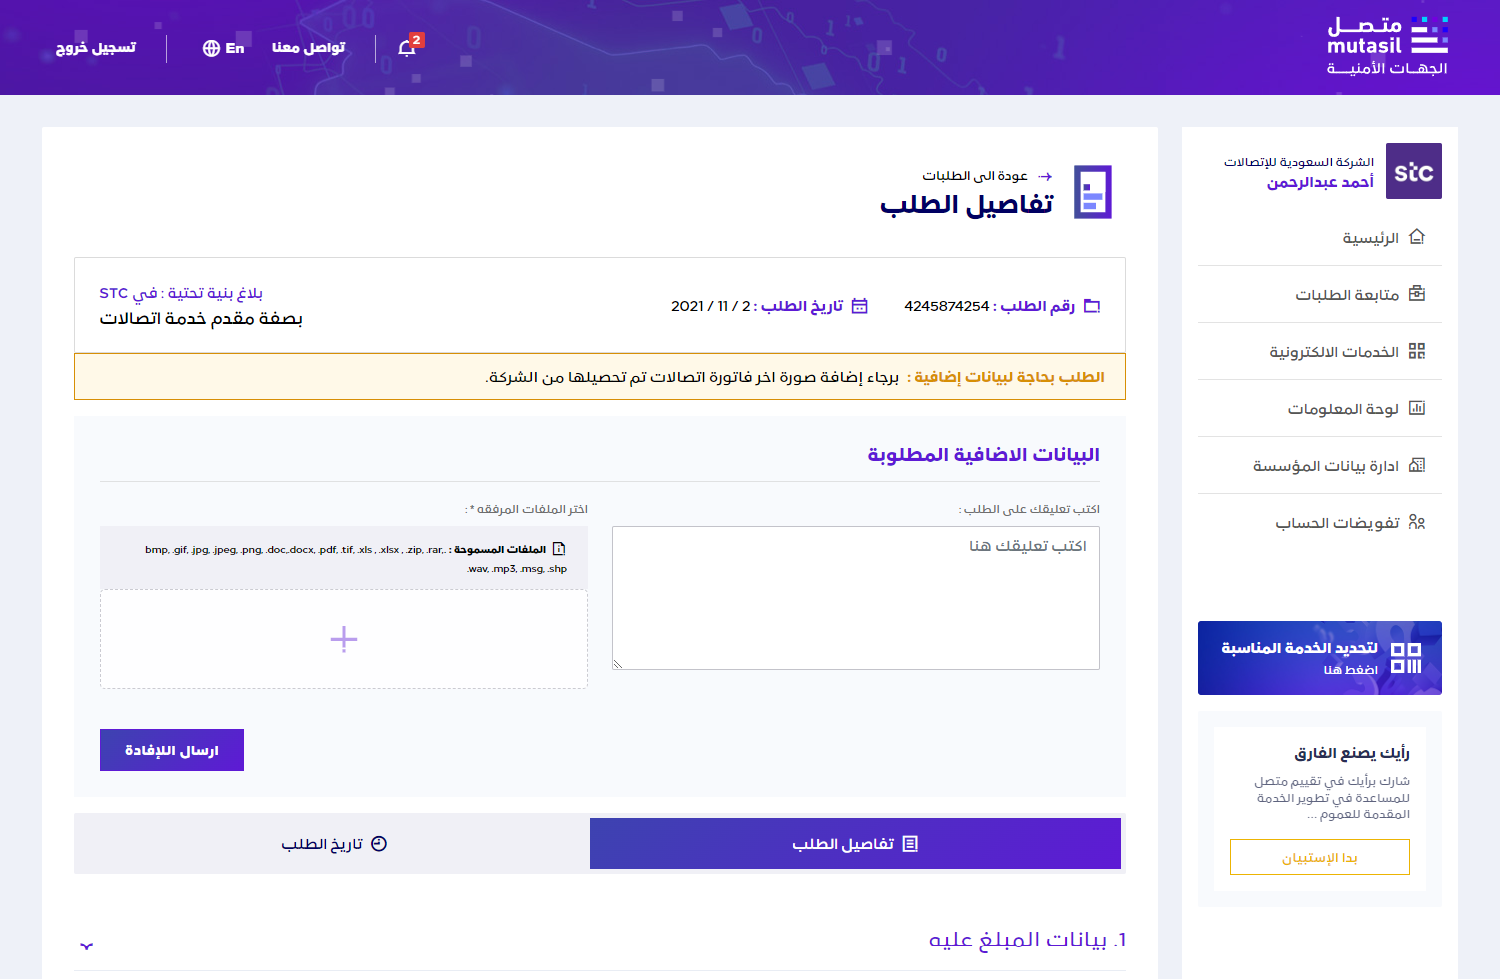 متصل
mutasil
الجهات الأمنية
2
تواصل معنا
En
تسجيل خروج
stc
الشركة السعودية للإتصالات
أحمد عبدالرحمن
الرئيسية
متابعة الطلبات
الخدمات الالكترونية
لوحة المعلومات
ادارة بيانات المؤسسة
تفويضات الحساب
لتحديد الخدمة المناسبة
اضغط هنا
رأيك يصنع الفارق
شارك برأيك في تقييم متصل
للمساعدة في تطوير الخدمة
المقدمة للعموم ...
بدا الإستبيان
عودة الى الطلبات
تفاصيل الطلب
رقم الطلب : 4245874254
تاريخ الطلب : 2 / 11 / 2021
بلاغ بنية تحتية : في STC
بصفة مقدم خدمة اتصالات
الطلب بحاجة لبيانات إضافية : برجاء إضافة صورة اخر فاتورة اتصالات تم تحصيلها من الشركة.
البيانات الاضافية المطلوبة
اكتب تعليقك على الطلب :
اكتب تعليقك هنا
اختر الملفات المرفقه * :
الملفات المسموحة : .bmp, .gif, .jpg, .jpeg, .png, .doc,.docx, .pdf, .tif, .xls , .xlsx , .zip, .rar,
.wav, .mp3, .msg, .shp
ارسال اللإفادة
تفاصيل الطلب
تاريخ الطلب
1. بيانات المبلغ عليه